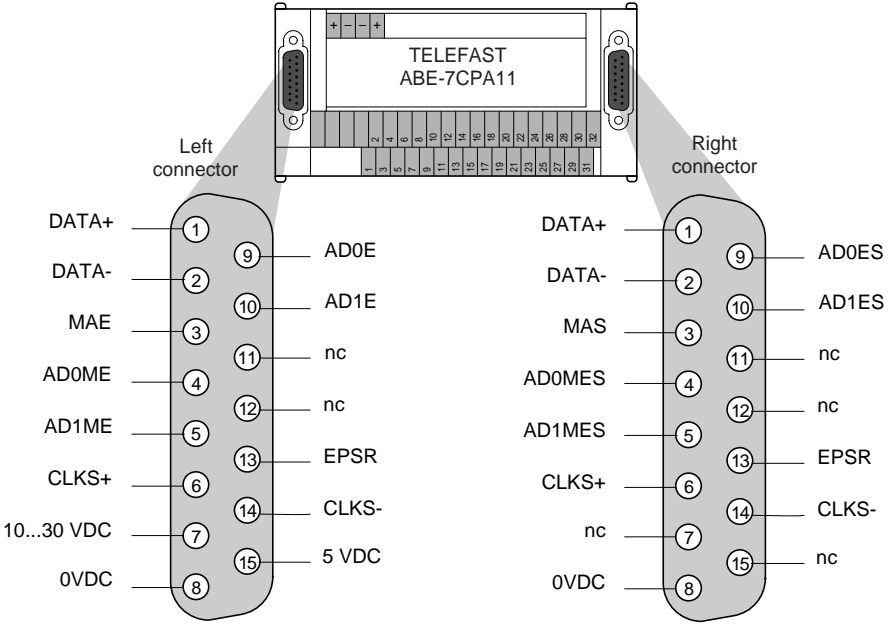 + – – +
TELEFAST
ABE-7CPA11
2 4 6 8 10 12 14 16 18 20 22 24 26 28 30 32
1 3 5 7 9 11 13 15 17 19 21 23 25 27 29 31
Left
connector
DATA+ 1
9 AD0E
DATA- 2
10 AD1E
MAE 3
11 nc
AD0ME 4
12 nc
AD1ME 5
13 EPSR
CLKS+ 6
14 CLKS-
10...30 VDC 7
15 5 VDC
0VDC 8
Right
connector
DATA+ 1
9 AD0ES
DATA- 2
10 AD1ES
MAS 3
11 nc
AD0MES 4
12 nc
AD1MES 5
13 EPSR
CLKS+ 6
14 CLKS-
nc 7
15 nc
0VDC 8